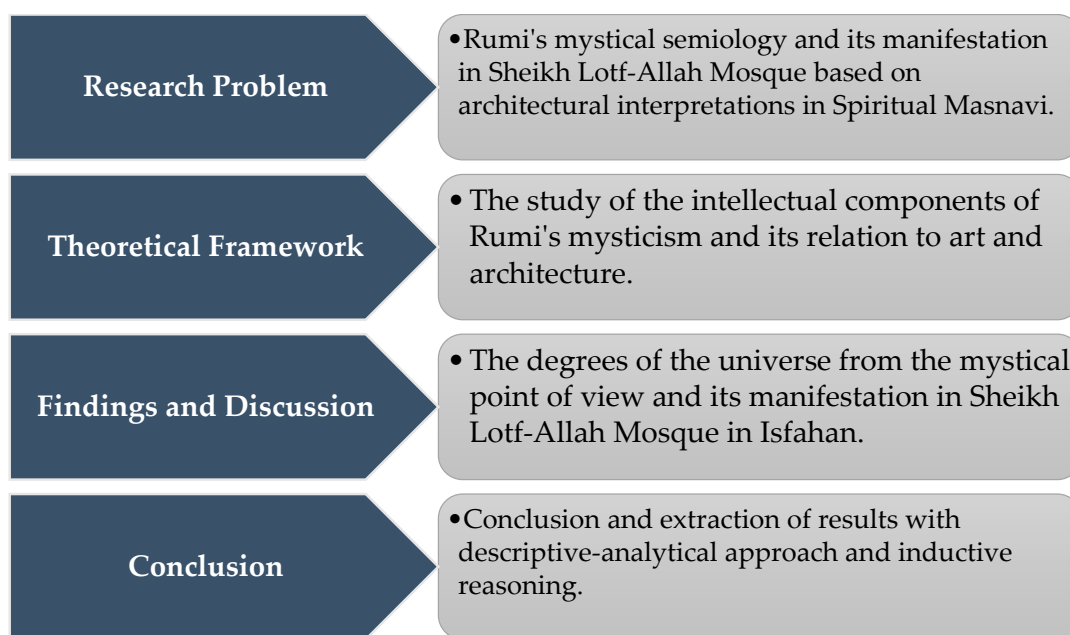 Research Problem
•Rumi's mystical semiology and its manifestation
in Sheikh Lotf-Allah Mosque based on
architectural interpretations in Spiritual Masnavi.
Theoretical Framework
• The study of the intellectual components of
Rumi's mysticism and its relation to art and
architecture.
Findings and Discussion
• The degrees of the universe from the mystical
point of view and its manifestation in Sheikh
Lotf-Allah Mosque in Isfahan.
Conclusion
•Conclusion and extraction of results with
descriptive-analytical approach and inductive
reasoning.